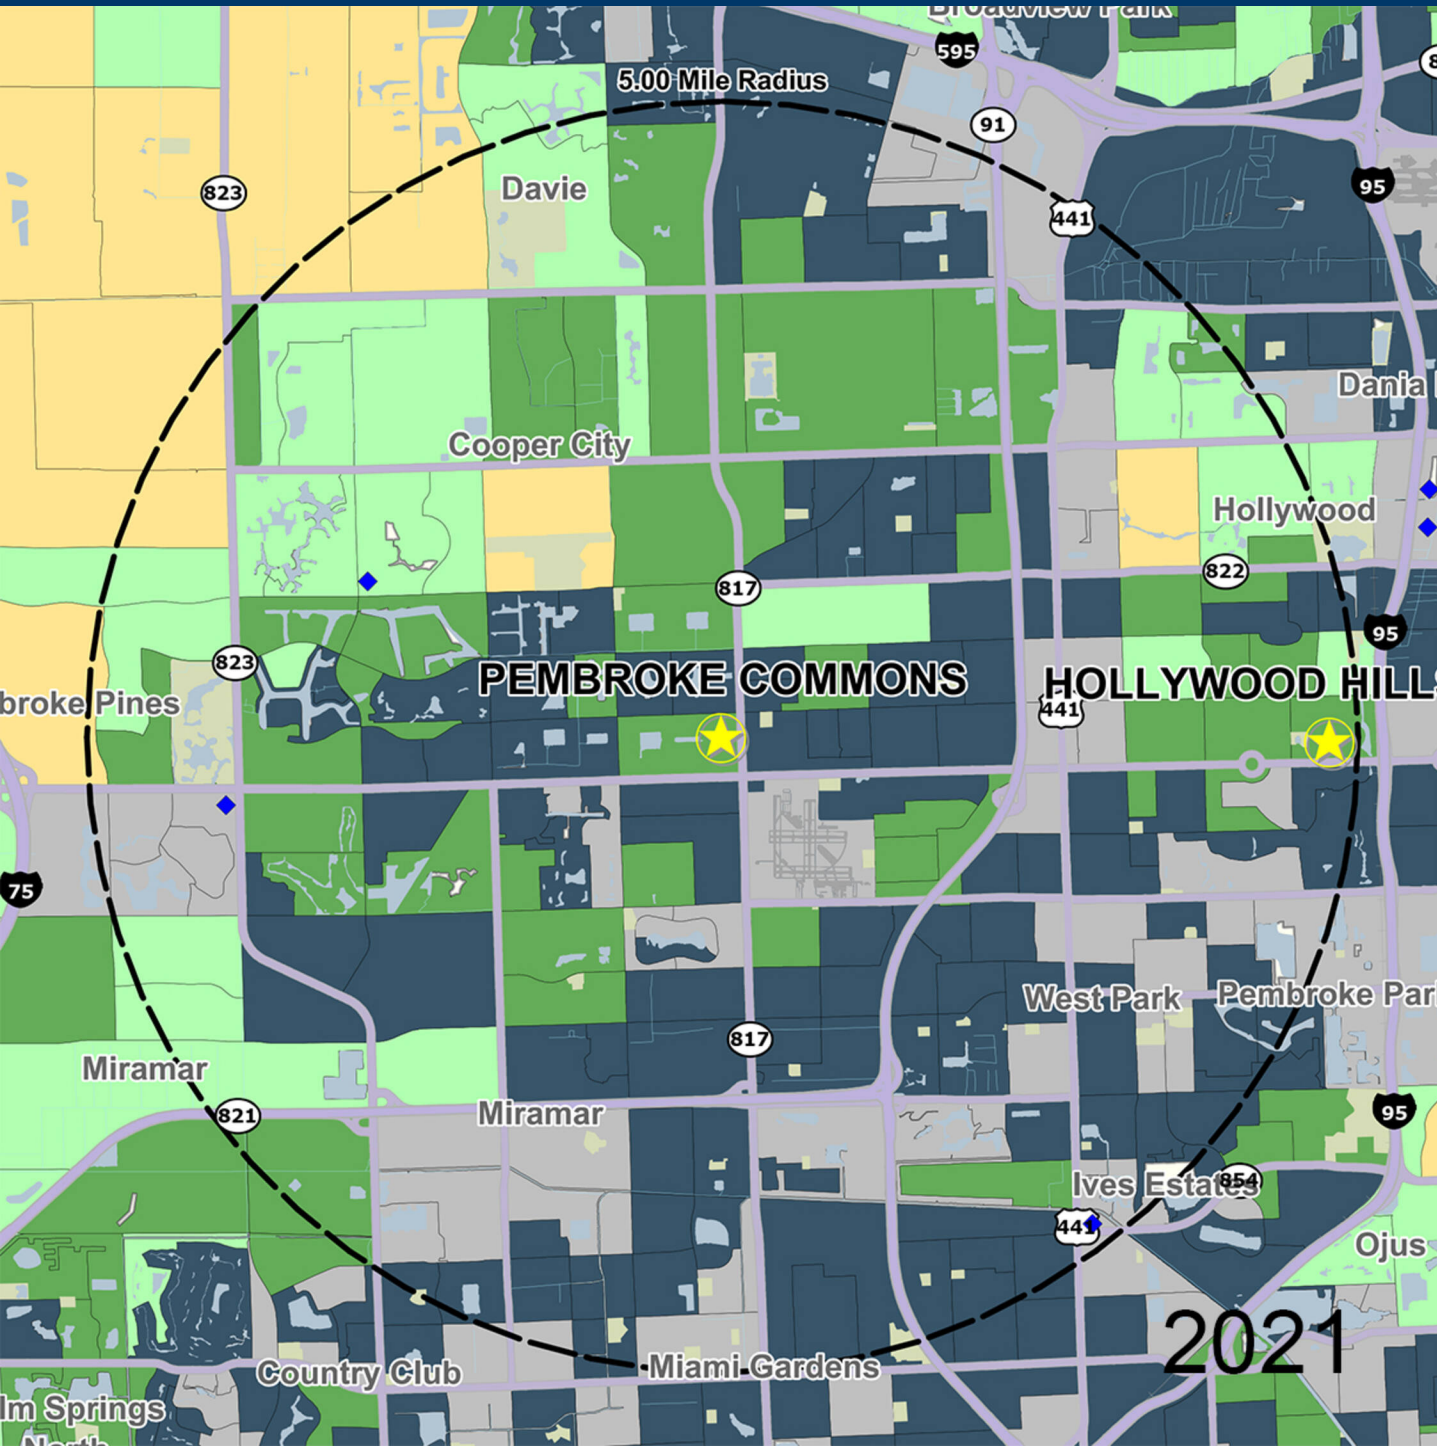 Broadview Park
595
8
5.00 Mile Radius
91
823
Davie
95
441
Dania
Cooper City
Hollywood
822
817
95
823
PEMBROKE COMMONS
HOLLYWOOD HILLS
broke Pines
441
75
West Park
Pembroke Par
817
Miramar
821
Miramar
95
Ives Estates
854
441
Ojus
2021
Country Club
Miami Gardens
lm Springs
North